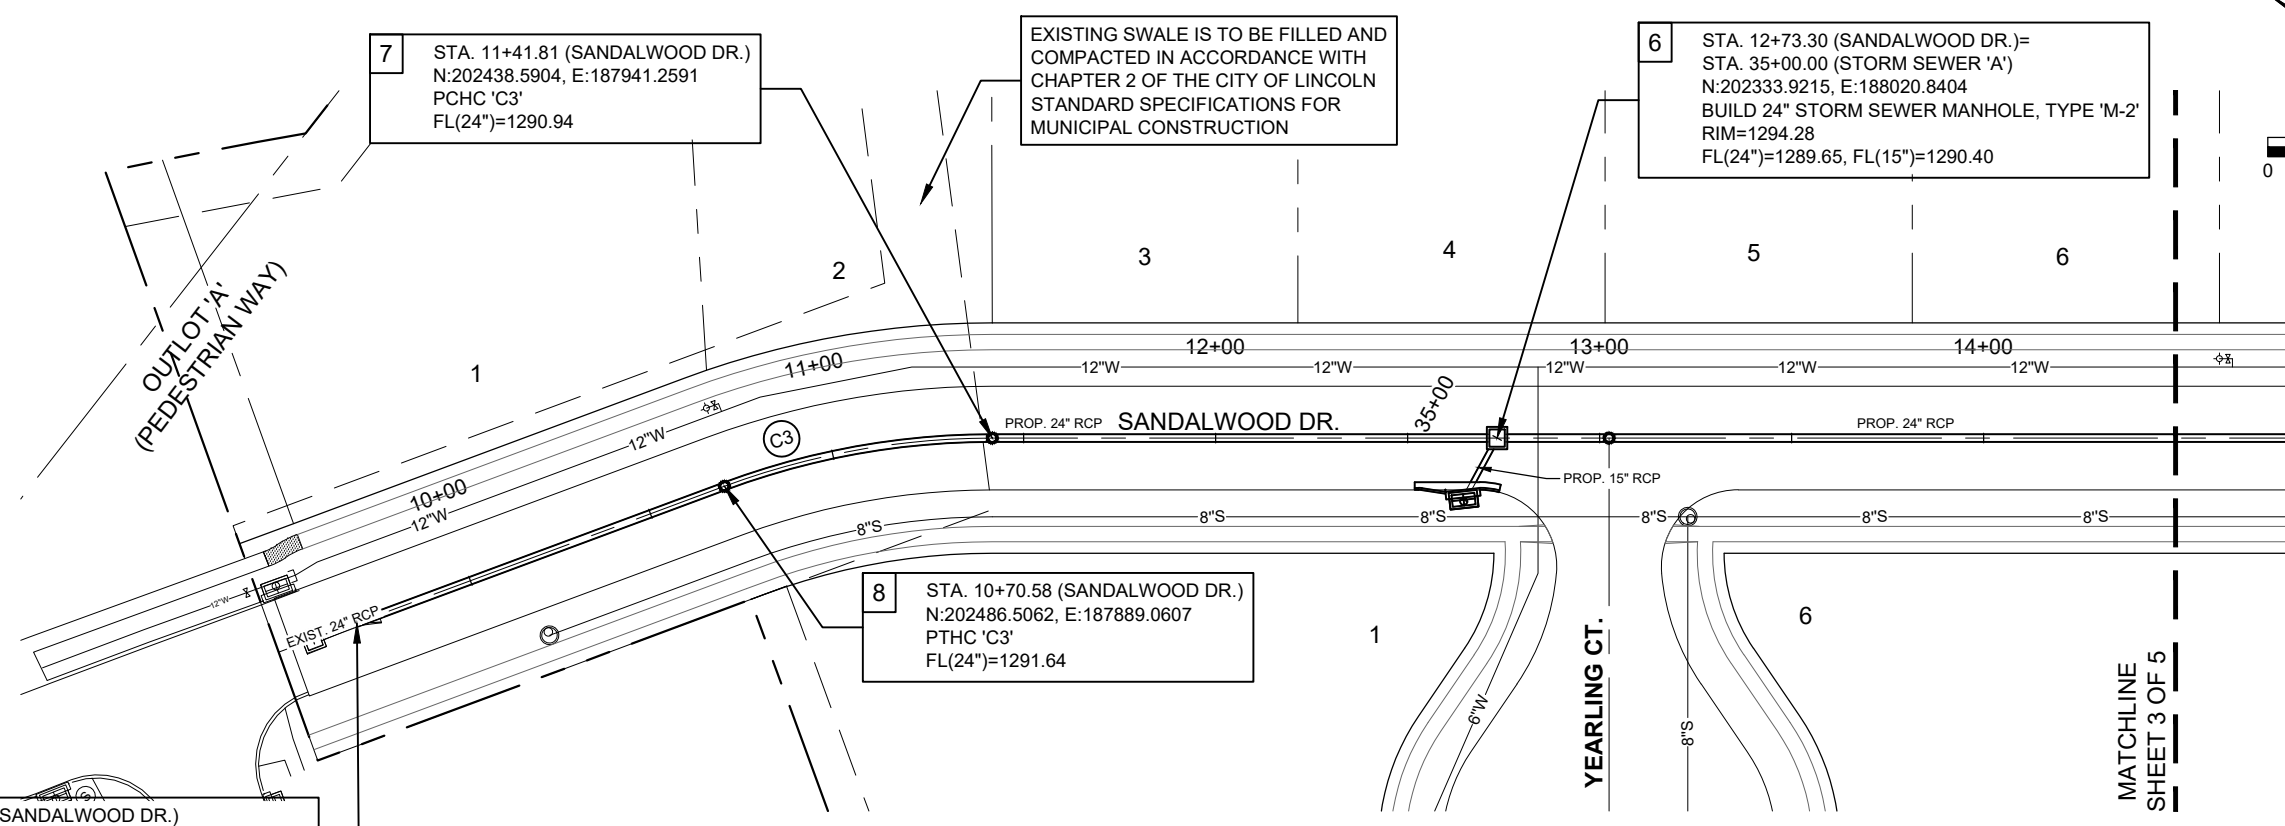 7
STA. 11+41.81 (SANDALWOOD DR.)
N:202438.5904, E:187941.2591
PCHC 'C3'
FL(24")=1290.94
EXISTING SWALE IS TO BE FILLED AND
COMPACTED IN ACCORDANCE WITH
CHAPTER 2 OF THE CITY OF LINCOLN
STANDARD SPECIFICATIONS FOR
MUNICIPAL CONSTRUCTION
6
STA. 12+73.30 (SANDALWOOD DR.)=
STA. 35+00.00 (STORM SEWER 'A')
N:202333.9215, E:188020.8404
BUILD 24" STORM SEWER MANHOLE, TYPE 'M-2'
RIM=1294.28
FL(24")=1289.65, FL(15")=1290.40
0
OUTLOT 'A'
(PEDESTRIAN WAY)
1
2
3
4
5
6
10+00
11+00
12+00
13+00
14+00
12"W
12"W
12"W
12"W
12"W
12"W
12"W
12"W
C3
PROP. 24" RCP
SANDALWOOD DR.
35+00
PROP. 24" RCP
PROP. 15" RCP
8"S
8"S
8"S
8"S
8"S
8"S
EXIST. 24" RCP
8
STA. 10+70.58 (SANDALWOOD DR.)
N:202486.5062, E:187889.0607
PTHC 'C3'
FL(24")=1291.64
1
6
6"W
YEARLING CT.
8"S
MATCHLINE
SHEET 3 OF 5
S
SANDALWOOD DR.)